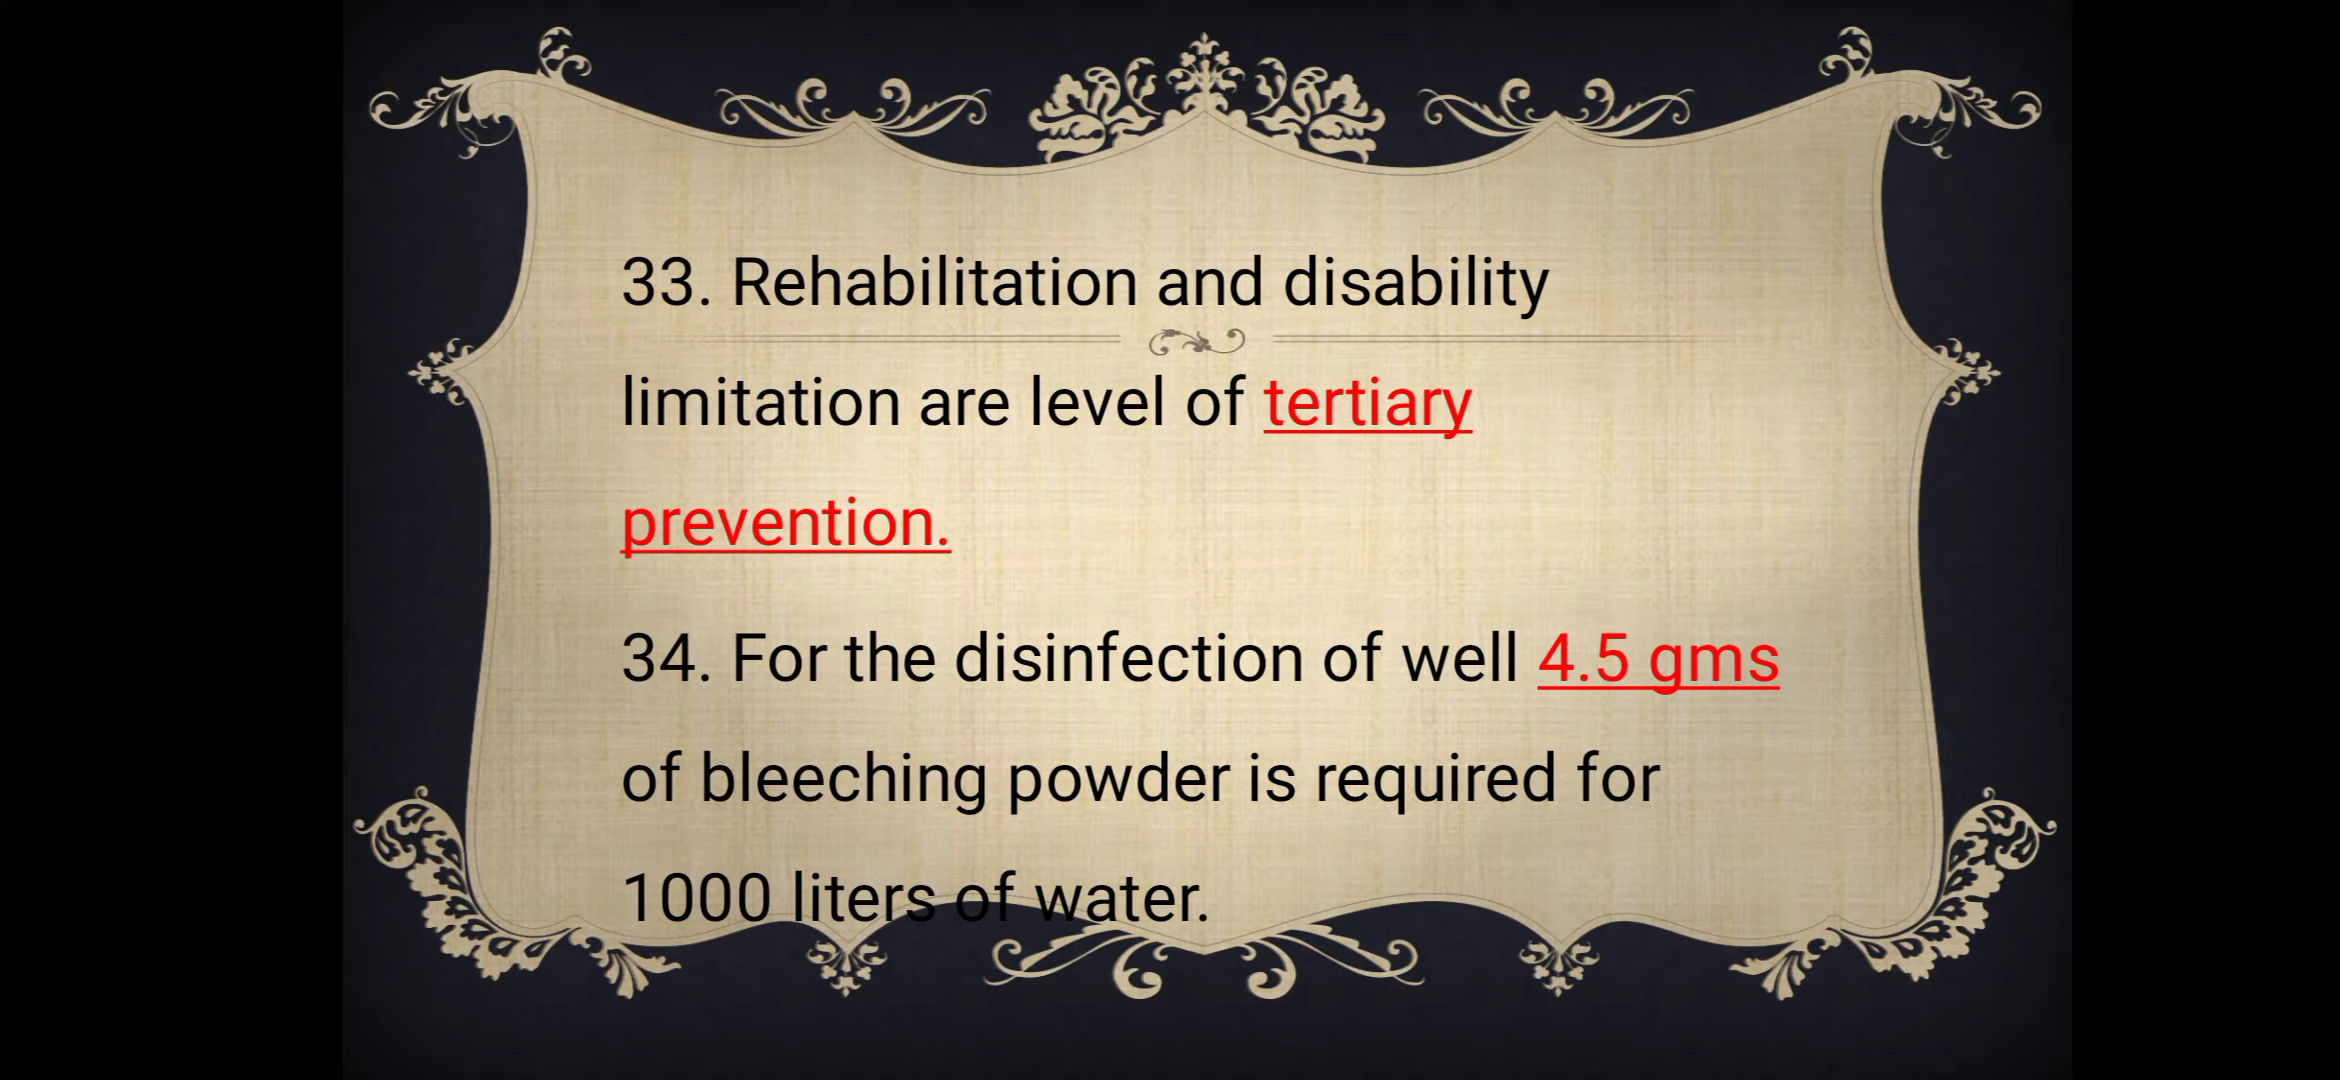 33. Rehabilitation and disability
limitation are level of tertiary
prevention.
34. For the disinfection of well 4.5 gms
of bleeching powder is required for
1000 liters of water.